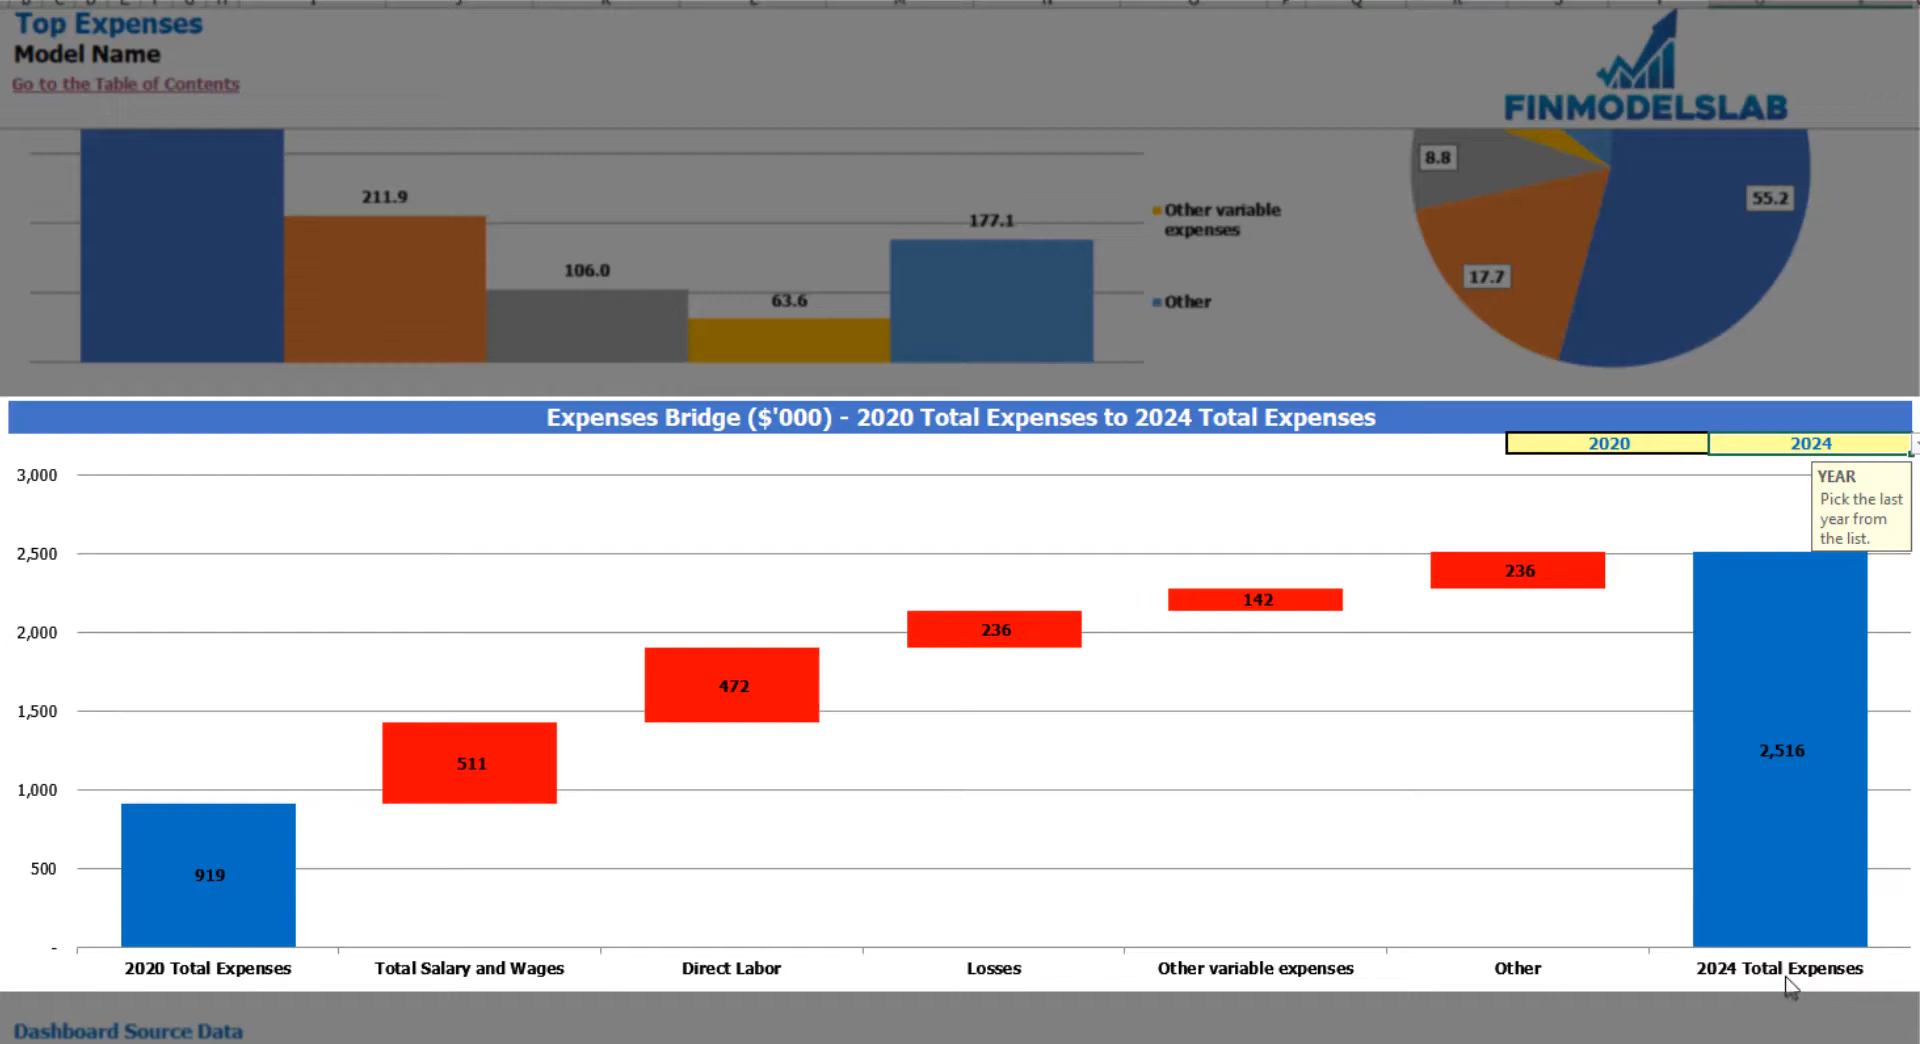 Top Expenses
Model Name
Go to the Table of Contents
FINMODELSLAB
211.9
106.0
63.6
177.1
Other variable
expenses
Other
8.8
17.7
55.2
Expenses Bridge ($'000) - 2020 Total Expenses to 2024 Total Expenses
2020 2024
YEAR
Pick the last
year from
the list.
3,000
2,500
2,000
1,500
1,000
500
-
919
511
472
236
142
236
2,516
2020 Total Expenses Total Salary and Wages Direct Labor Losses Other variable expenses Other 2024 Total Expenses
Dashboard Source Data